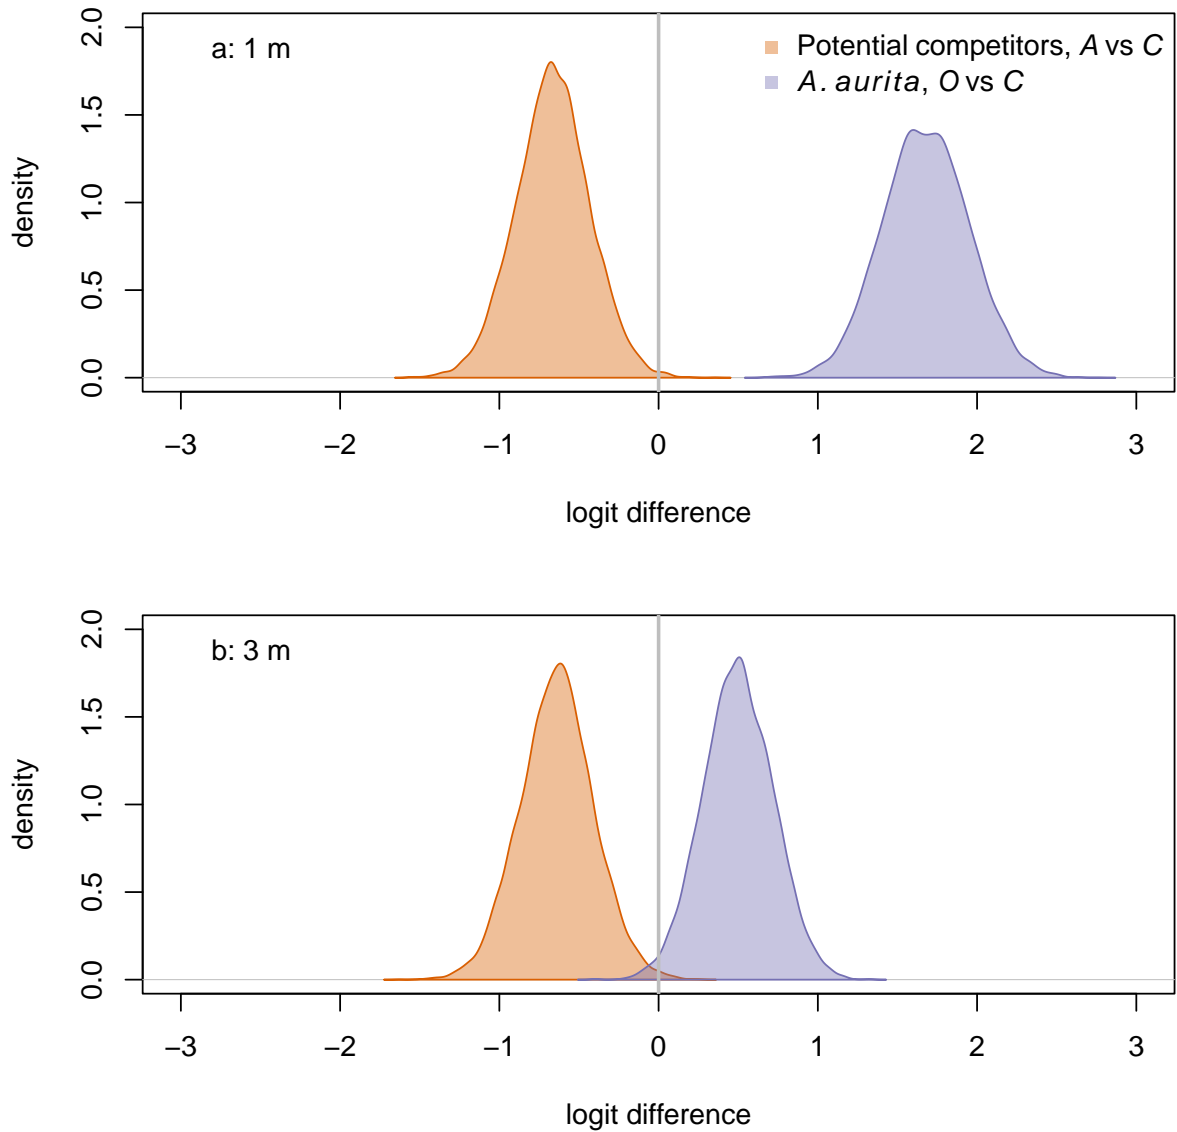 a: 1 m
Potential competitors, A vs C
A. aurita, O vs C
density
0.0 0.5 1.0 1.5 2.0
−3 −2 −1 0 1 2 3
logit difference
b: 3 m
density
0.0 0.5 1.0 1.5 2.0
−3 −2 −1 0 1 2 3
logit difference